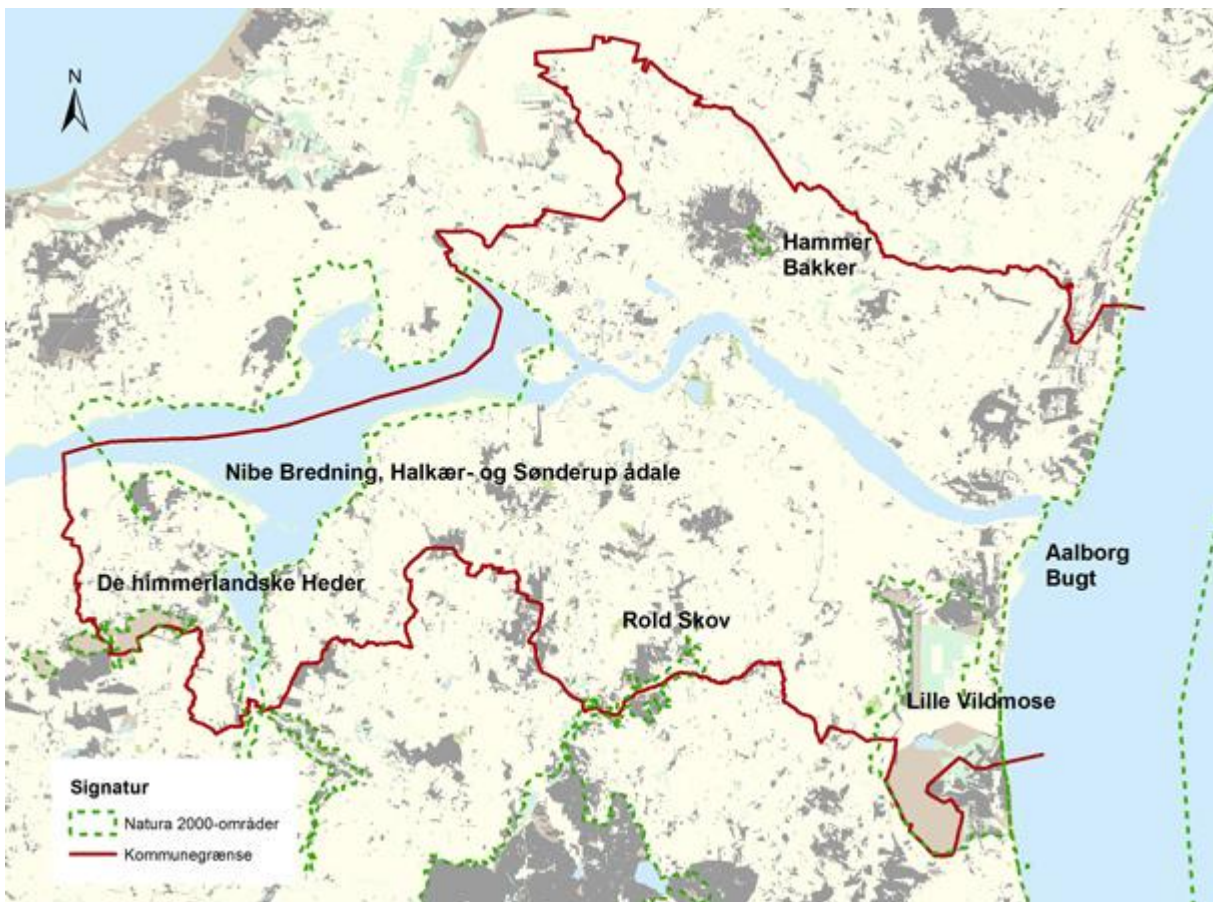 N
Hammer
Bakker
Nibe Bredning, Halkær- og Sønderup ådale
Aalborg
Bugt
De himmerlandske Heder
Rold Skov
Lille Vildmose
Signatur
Natura 2000-områder
Kommunegrænse